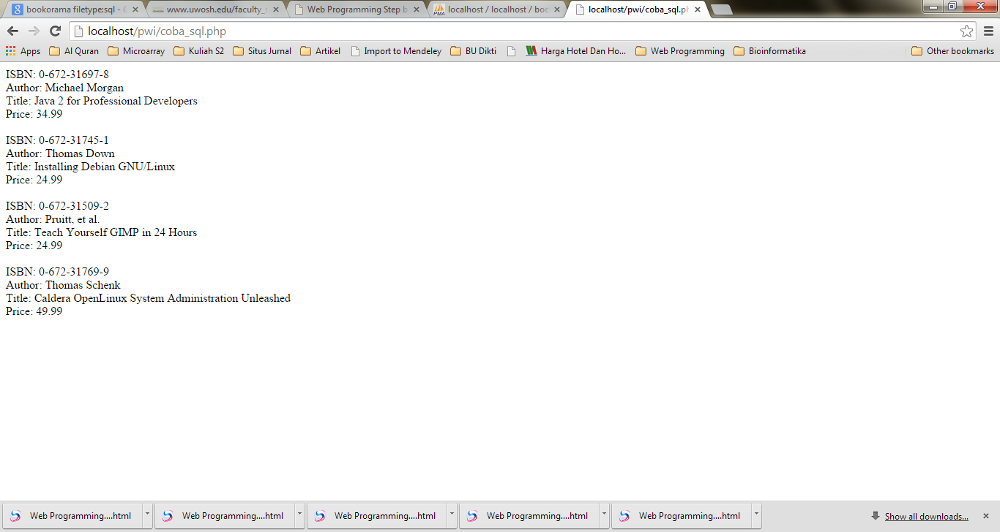 bookorama filetype:sql - G
www.uwosh.edu/faculty_s
Web Programming Step b
localhost / localhost / boo
localhost/pwi/coba_sql.ph
localhost/pwi/coba_sql.php
Apps Al Quran Microarray Kuliah S2 Situs Jurnal Artikel Import to Mendeley BU Dikti Harga Hotel Dan Ho... Web Programming Bioinformatika Other bookmarks
ISBN: 0-672-31697-8
Author: Michael Morgan
Title: Java 2 for Professional Developers
Price: 34.99
ISBN: 0-672-31745-1
Author: Thomas Down
Title: Installing Debian GNU/Linux
Price: 24.99
ISBN: 0-672-31509-2
Author: Pruitt, et al.
Title: Teach Yourself GIMP in 24 Hours
Price: 24.99
ISBN: 0-672-31769-9
Author: Thomas Schenk
Title: Caldera OpenLinux System Administration Unleashed
Price: 49.99
Web Programming....html Web Programming....html Web Programming....html Web Programming....html Web Programming....html Show all downloads...